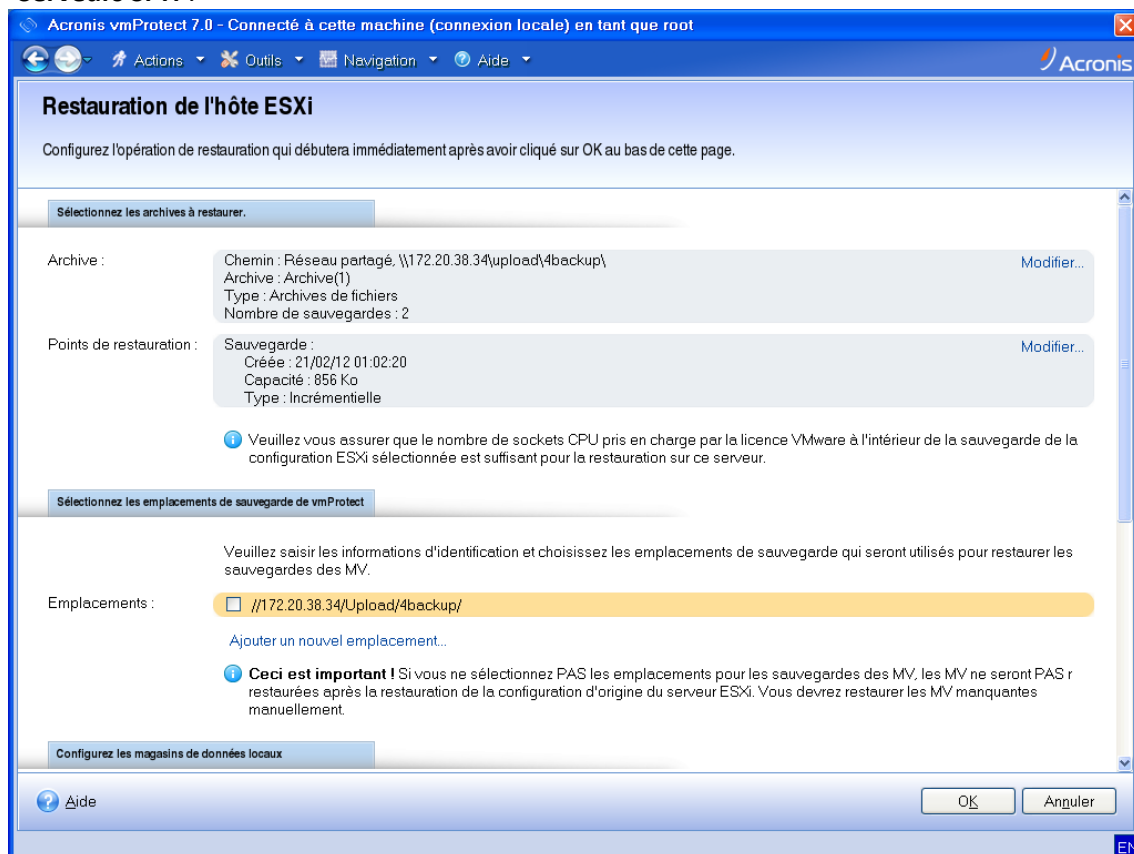 Acronis vmProtect 7.0 - Connecté à cette machine (connexion locale) en tant que root
Actions Outils Navigation Aide
Acronis
Restauration de l'hôte ESXi
Configurez l'opération de restauration qui débutera immédiatement après avoir cliqué sur OK au bas de cette page.
Sélectionnez les archives à restaurer.
Archive :
Chemin : Réseau partagé, \\172.20.38.34\upload\4backup\
Modifier...
Archive : Archive(1)
Type : Archives de fichiers
Nombre de sauvegardes : 2
Points de restauration :
Sauvegarde :
Modifier...
Créée : 21/02/12 01:02:20
Capacité : 856 Ko
Type : Incrémentielle
Veuillez vous assurer que le nombre de sockets CPU pris en charge par la licence VMware à l'intérieur de la sauvegarde de la
configuration ESXi sélectionnée est suffisant pour la restauration sur ce serveur.
Sélectionnez les emplacements de sauvegarde de vmProtect
Veuillez saisir les informations d'identification et choisissez les emplacements de sauvegarde qui seront utilisés pour restaurer les
sauvegardes des MV.
Emplacements :
//172.20.38.34/Upload/4backup/
Ajouter un nouvel emplacement...
Ceci est important ! Si vous ne sélectionnez PAS les emplacements pour les sauvegardes des MV, les MV ne seront PAS r
restaurées après la restauration de la configuration d'origine du serveur ESXi. Vous devrez restaurer les MV manquantes
manuellement.
Configurez les magasins de données locaux
Aide
OK
Annuler
EN